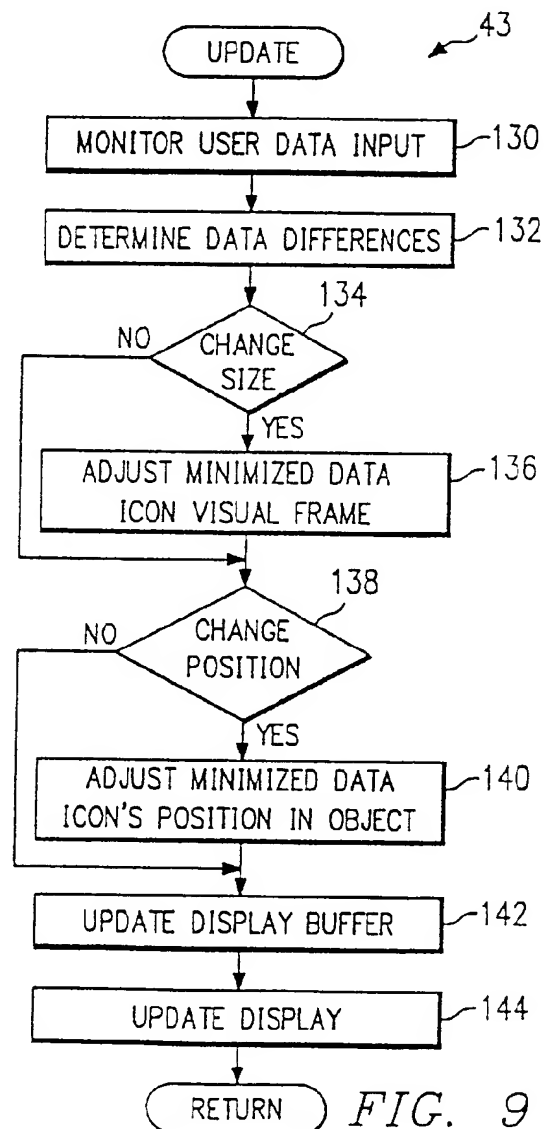 43
UPDATE
MONITOR USER DATA INPUT
130
DETERMINE DATA DIFFERENCES
132
134
NO
CHANGE
SIZE
YES
ADJUST MINIMIZED DATA
ICON VISUAL FRAME
136
138
NO
CHANGE
POSITION
YES
ADJUST MINIMIZED DATA
ICON'S POSITION IN OBJECT
140
UPDATE DISPLAY BUFFER
142
UPDATE DISPLAY
144
RETURN
FIG. 9